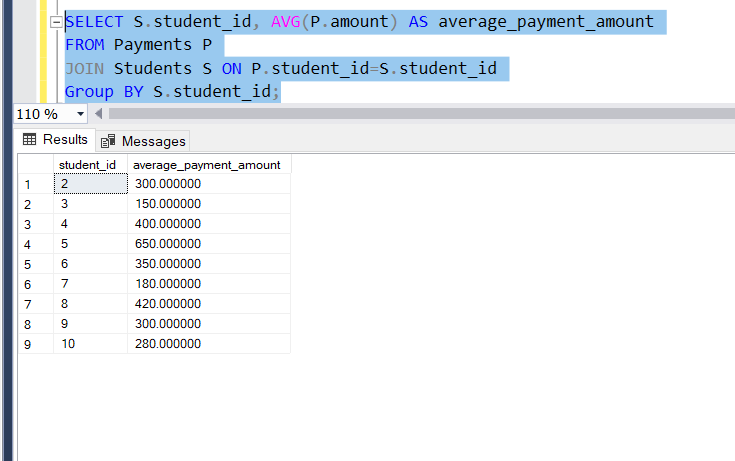 SELECT S.student_id, AVG(P.amount) AS average_payment_amount
FROM Payments P
JOIN Students S ON P.student_id=S.student_id
Group BY S.student_id;
110 %
Results Messages
student_id average_payment_amount
1 2 300.000000
2 3 150.000000
3 4 400.000000
4 5 650.000000
5 6 350.000000
6 7 180.000000
7 8 420.000000
8 9 300.000000
9 10 280.000000